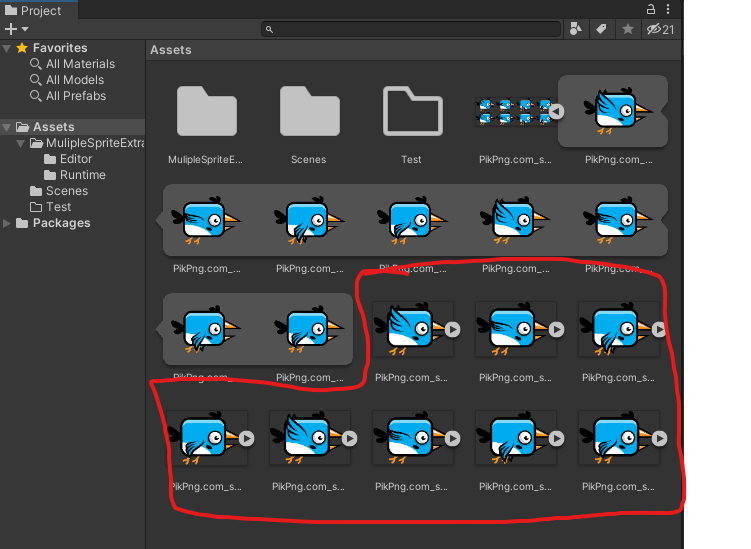 Project
21
Favorites
All Materials
All Models
All Prefabs
Assets
MulipleSpriteExtra
Editor
Runtime
Scenes
Test
Packages
Assets
MulipleSpriteE...
Scenes
Test
PikPng.com_s...
PikPng.com_...
PikPng.com_...
PikPng.com_...
PikPng.com_...
PikPng.com_...
PikPng.com_...
PikPng.com_...
PikPng.com_...
PikPng.com_s...
PikPng.com_s...
PikPng.com_s...
PikPng.com_s...
PikPng.com_s...
PikPng.com_s...
PikPng.com_s...
PikPng.com_s...